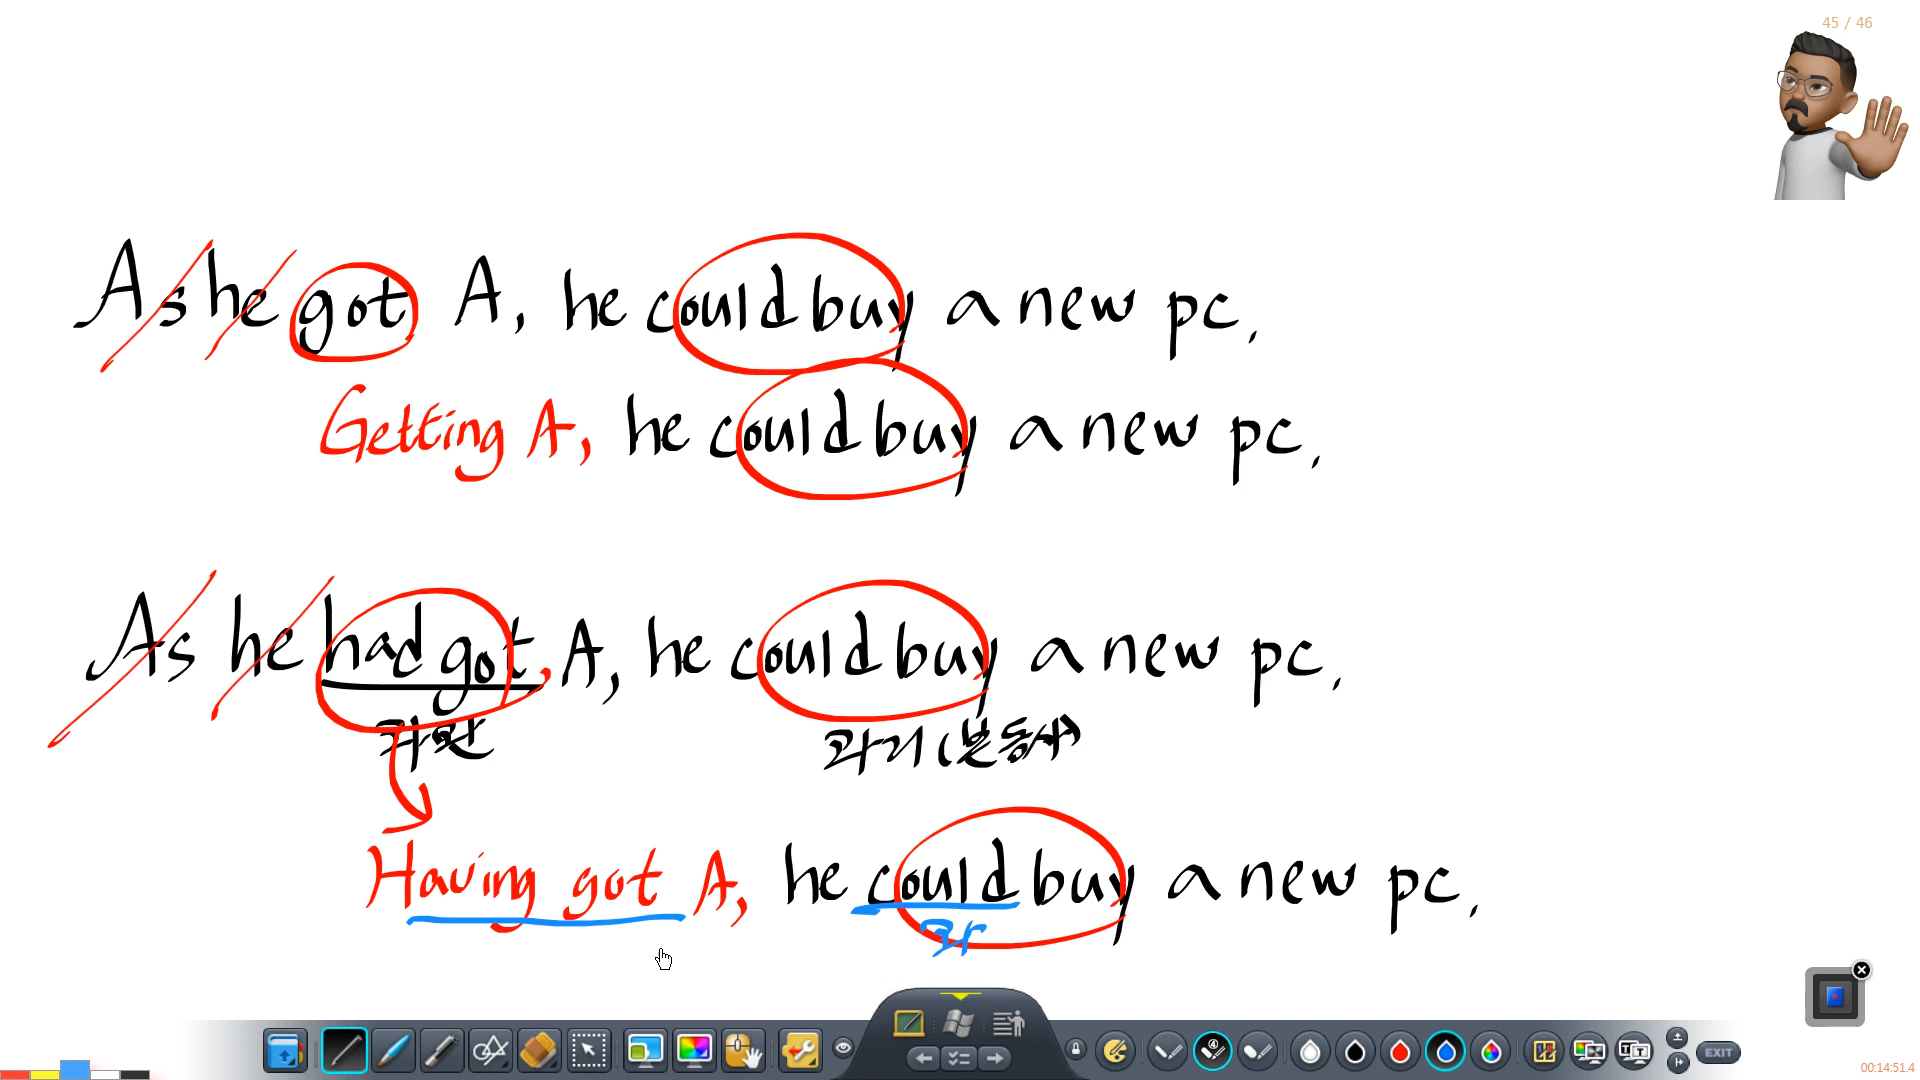 45 / 46
As he got A, he could buy a new pc.
Getting A, he could buy a new pc.
As he had got, A, he could buy a new pc.
과완 과거(본동사)
Having got A, he could buy a new pc.
과
EXIT
00:14:51.4